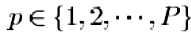 p ∈ {1, 2, ⋯, P}